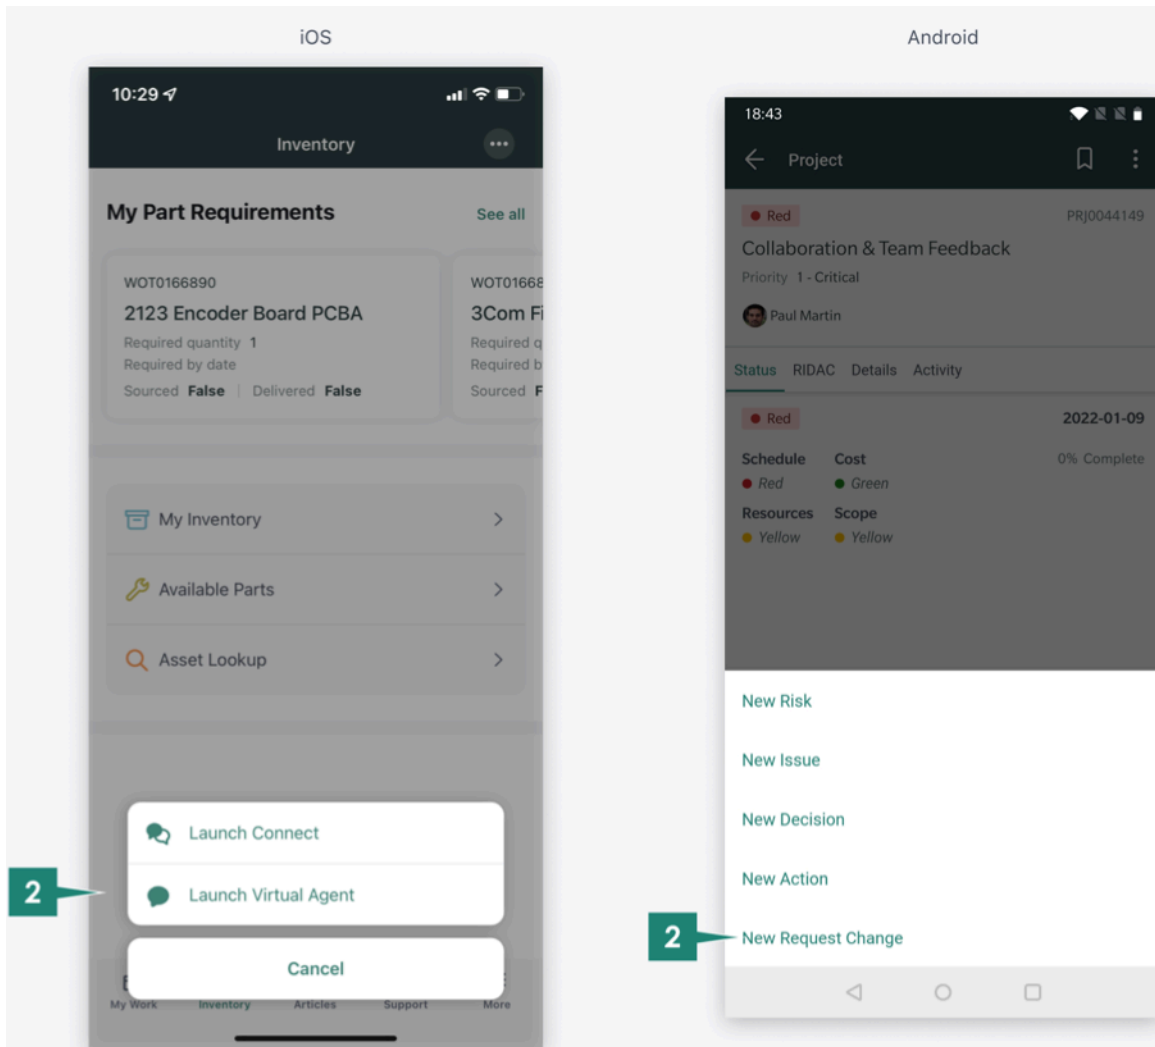 iOS
10:29
Inventory
My Part Requirements
See all
WOT0166890
2123 Encoder Board PCBA
Required quantity 1
Required by date
Sourced False | Delivered False
WOT0166
3Com Fi
Required q
Required b
Sourced F
My Inventory
Available Parts
Asset Lookup
2
Launch Connect
Launch Virtual Agent
Cancel
My Work
Inventory
Articles
Support
More
Android
18:43
Project
Red
PRJ0044149
Collaboration & Team Feedback
Priority 1 - Critical
Paul Martin
Status RIDAC Details Activity
Red
2022-01-09
Schedule Cost
0% Complete
Red Green
Resources Scope
Yellow Yellow
New Risk
New Issue
New Decision
New Action
2
New Request Change